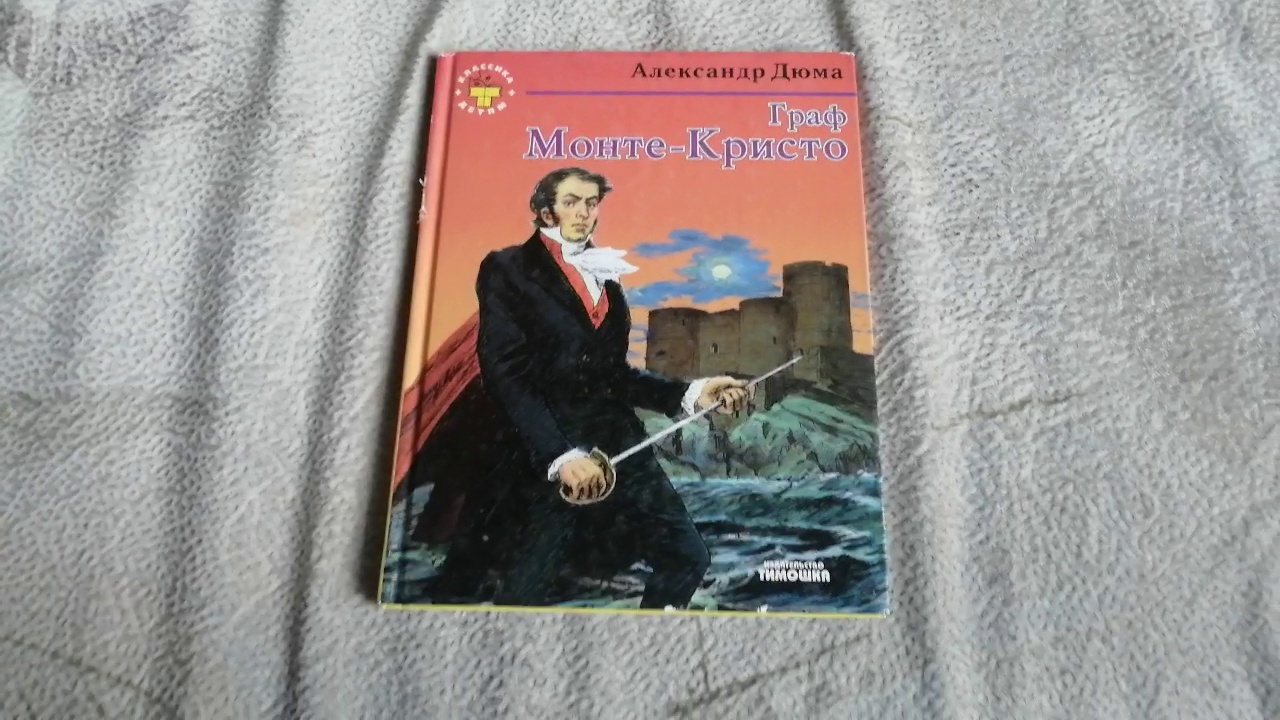 КЛАССИКА
ДЕТЯМ
Александр Дюма
Граф
Монте-Кристо
ИЗДАТЕЛЬСТВО
ТИМОШКА